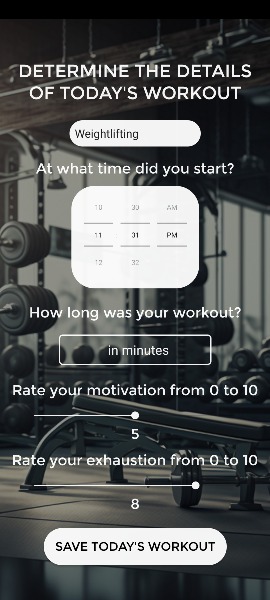 DETERMINE THE DETAILS
OF TODAY'S WORKOUT
Weightlifting
At what time did you start?
10 30 AM
11 31 PM
12 32
How long was your workout?
in minutes
Rate your motivation from 0 to 10
5
Rate your exhaustion from 0 to 10
8
SAVE TODAY'S WORKOUT